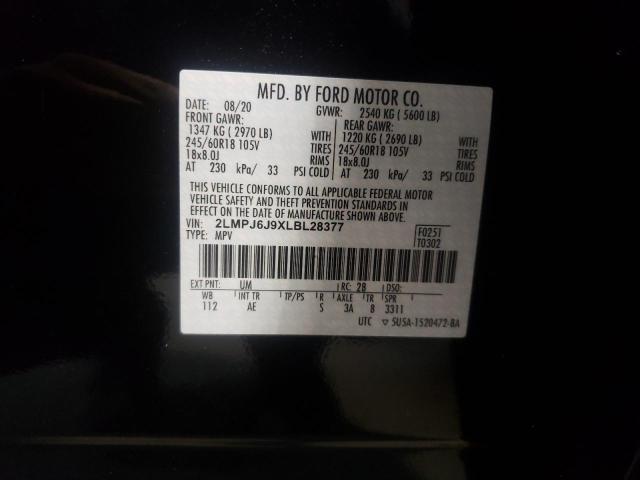 MFD. BY FORD MOTOR CO.
DATE: 08/20 GVWR: 2540 KG ( 5600 LB)
FRONT GAWR: REAR GAWR:
1347 KG ( 2970 LB) WITH 1220 KG ( 2690 LB) WITH
245/60R18 105V TIRES 245/60R18 105V TIRES
18x8.0J RIMS 18x8.0J RIMS
AT 230 kPa/ 33 PSI COLD AT 230 kPa/ 33 PSI COLD
THIS VEHICLE CONFORMS TO ALL APPLICABLE FEDERAL MOTOR
VEHICLE SAFETY AND THEFT PREVENTION STANDARDS IN
EFFECT ON THE DATE OF MANUFACTURE SHOWN ABOVE.
VIN: 2LMPJ6J9XLBL28377 F0251
TYPE: MPV T0302
EXT PNT: UM RC: 28 DSO:
WB INT TR TP/PS R AXLE TR SPR
112 AE S 3A 8 3311
UTC ▽ 5U5A-1520472-BA